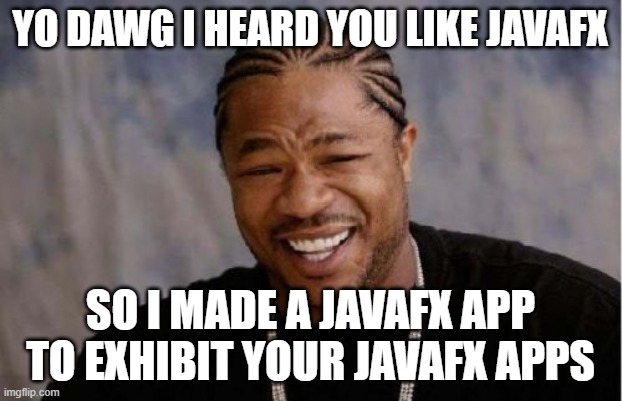 YO DAWG I HEARD YOU LIKE JAVAFX
SO I MADE A JAVAFX APP
TO EXHIBIT YOUR JAVAFX APPS
imgflip.com